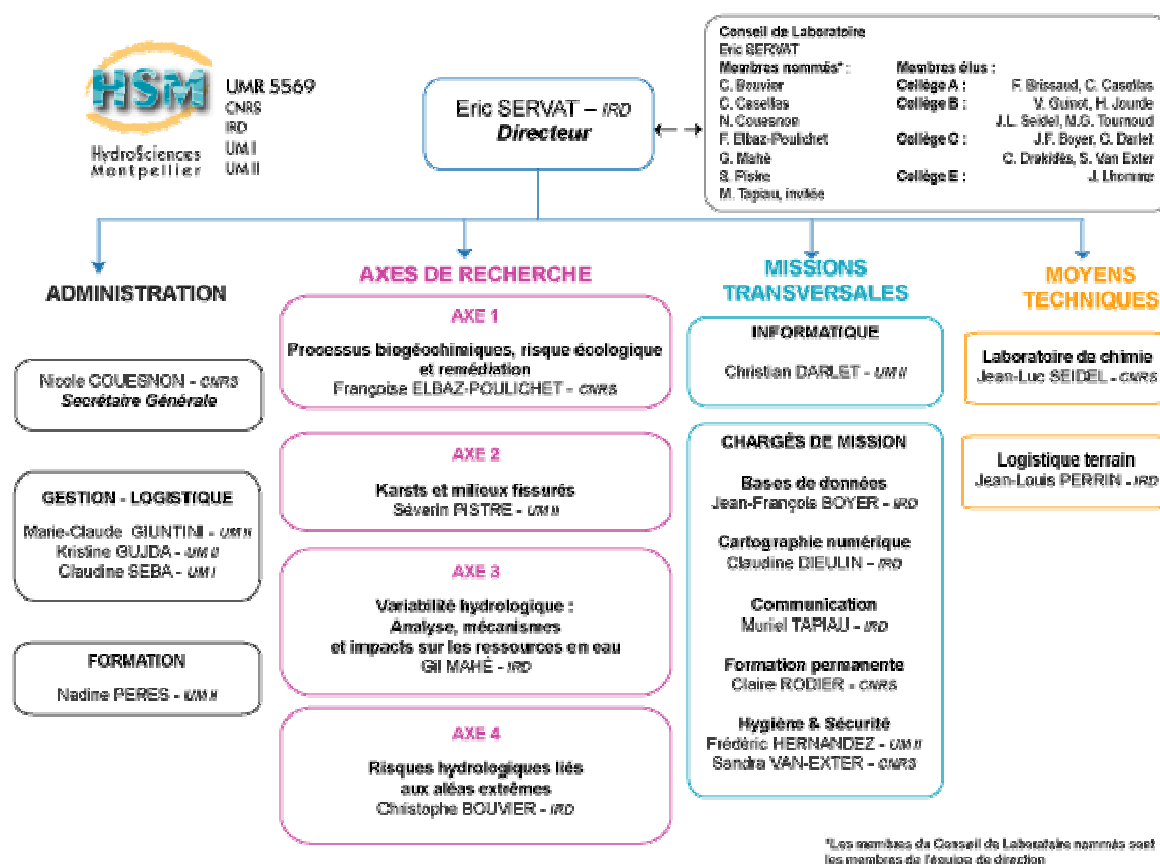 HSM
HydroSciences
Montpellier
UMR 5569
CNRS
IRD
UM I
UM II
Eric SERVAT – IRD
Directeur
Conseil de Laboratoire
Eric SERVAT
Membres nommés* :
C. Bouvier
C. Casellas
N. Couesnon
F. Elbaz-Poulichet
G. Mahé
S. Pistre
M. Tapiau, invitée
Membres élus :
Collège A : F. Brissaud, C. Casellas
Collège B : V. Guinot, H. Jourde
J.L. Seidel, M.G. Tournoud
Collège C : J.F. Boyer, C. Darlet
C. Drakidès, S. Van Exter
Collège E : J. Lhomme
ADMINISTRATION
Nicole COUESNON - CNRS
Secrétaire Générale
GESTION - LOGISTIQUE
Marie-Claude GIUNTINI - UM II
Kristine GUJDA - UM II
Claudine SEBA - UM I
FORMATION
Nadine PERES - UM II
AXES DE RECHERCHE
AXE 1
Processus biogéochimiques, risque écologique
et remédiation
Françoise ELBAZ-POULICHET - CNRS
AXE 2
Karsts et milieux fissurés
Séverin PISTRE - UM II
AXE 3
Variabilité hydrologique :
Analyse, mécanismes
et impacts sur les ressources en eau
Gil MAHÉ - IRD
AXE 4
Risques hydrologiques liés
aux aléas extrêmes
Christophe BOUVIER - IRD
MISSIONS
TRANSVERSALES
INFORMATIQUE
Christian DARLET - UM II
CHARGÉS DE MISSION
Bases de données
Jean-François BOYER - IRD
Cartographie numérique
Claudine DIEULIN - IRD
Communication
Muriel TAPIAU - IRD
Formation permanente
Claire RODIER - CNRS
Hygiène & Sécurité
Frédéric HERNANDEZ - UM II
Sandra VAN-EXTER - CNRS
MOYENS
TECHNIQUES
Laboratoire de chimie
Jean-Luc SEIDEL - CNRS
Logistique terrain
Jean-Louis PERRIN - IRD
*Les membres du Conseil de Laboratoire nommés sont
les membres de l'équipe de direction